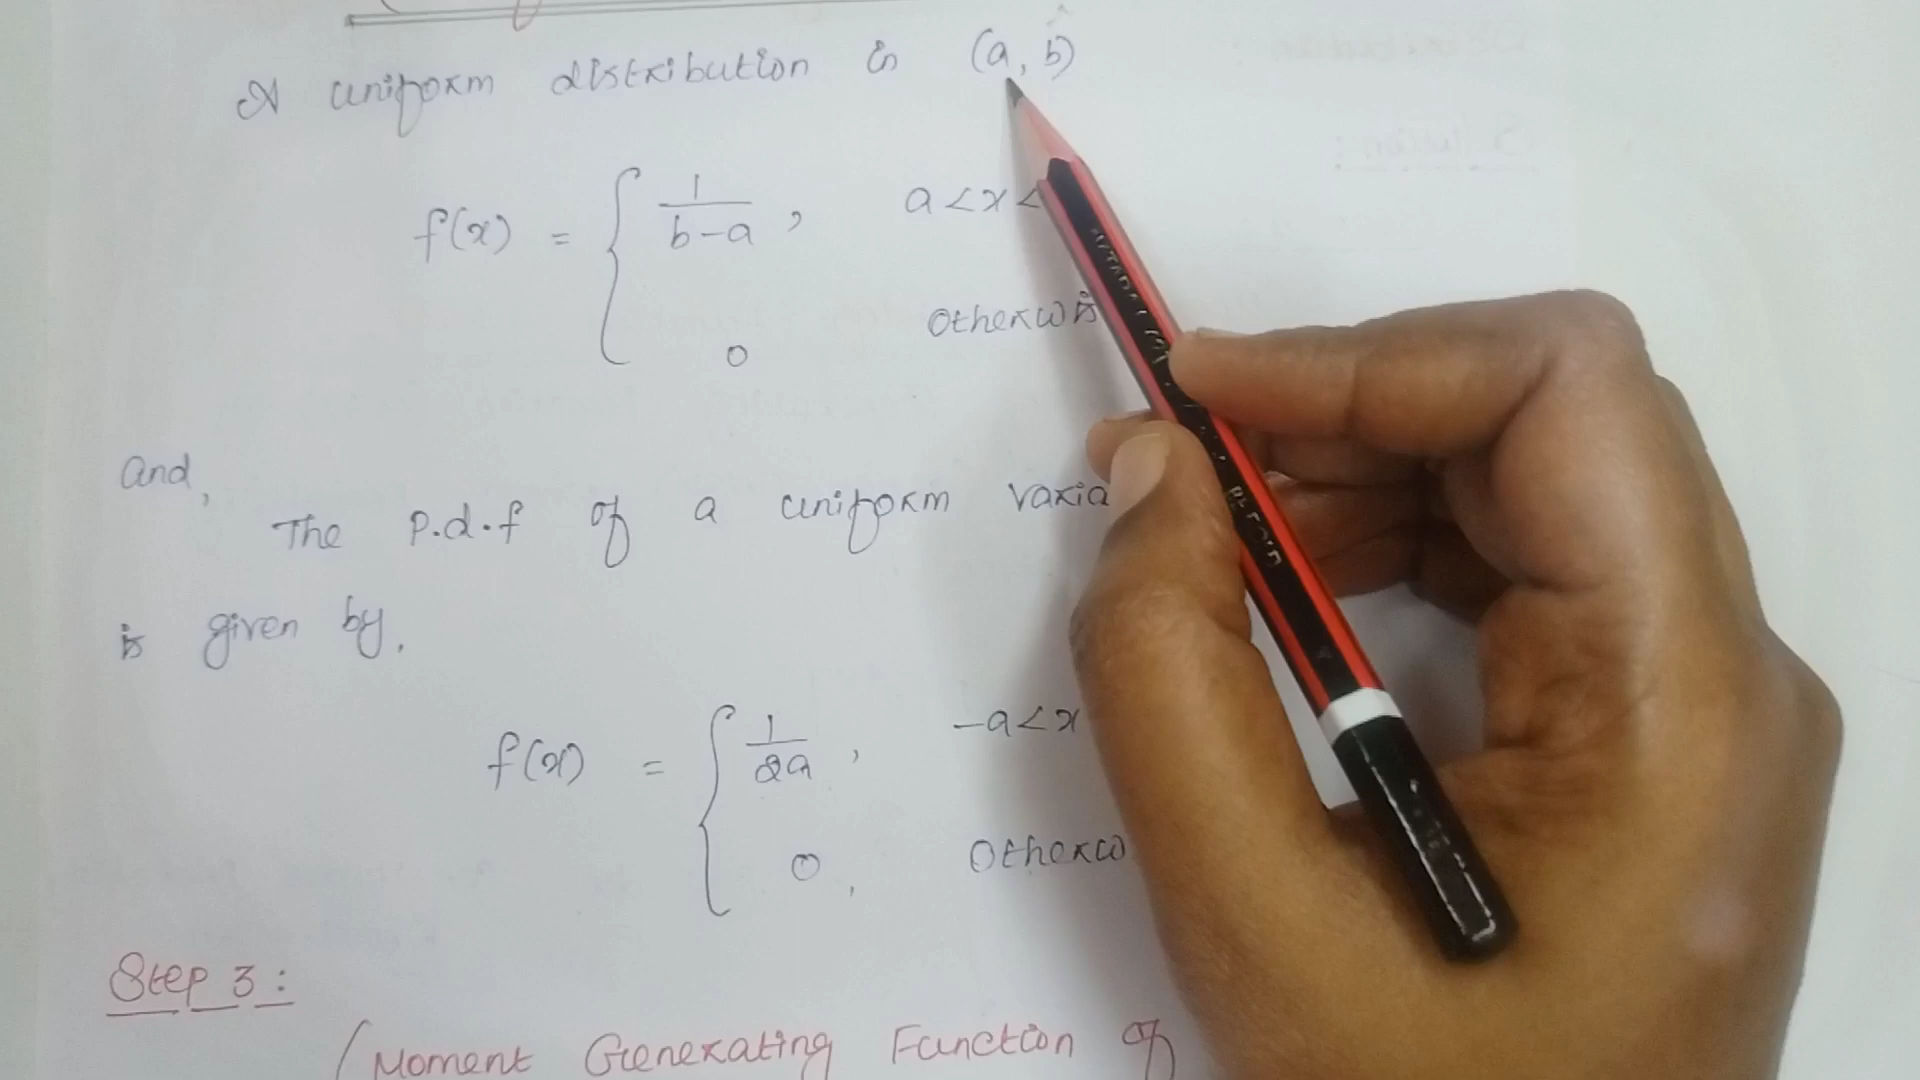 A uniform distribution in (a, b)
f(x) = { 1/(b-a), a<x<
0 otherwis
and,
The p.d.f of a uniform varia
is given by,
f(x) = { 1/2a, -a<x
0, otherw
Step 3:
(Moment Generating Function of